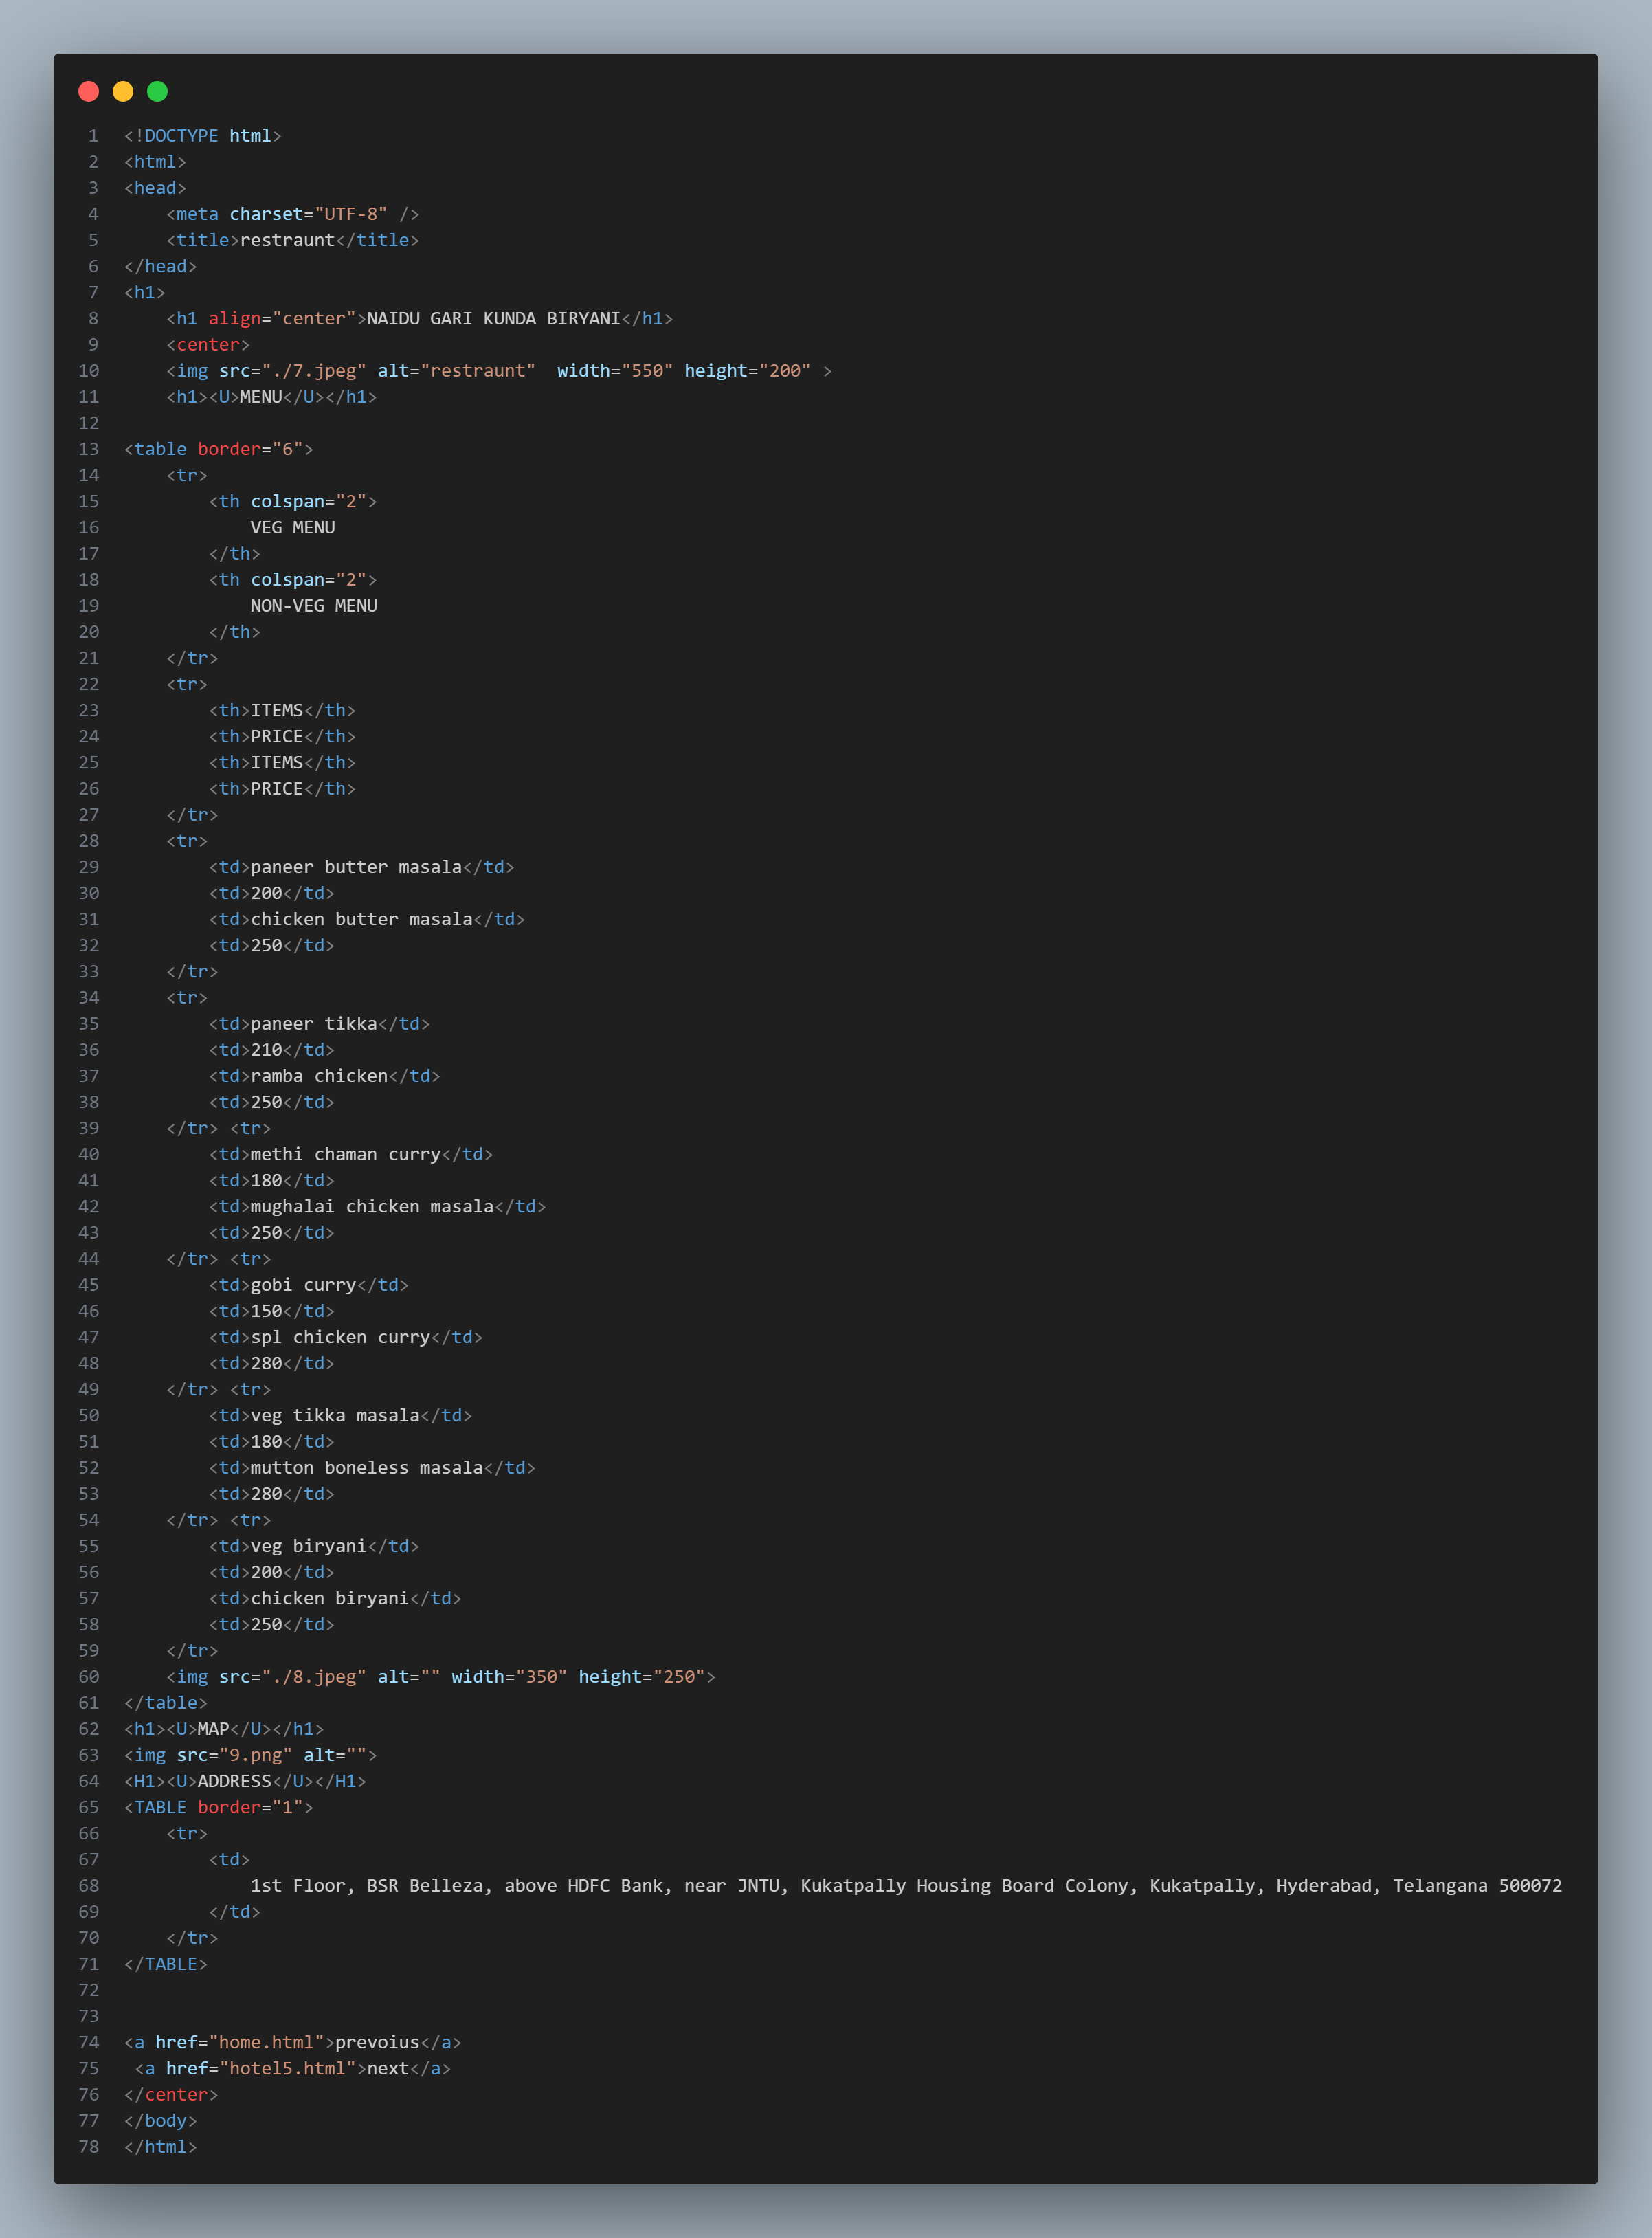 1 <!DOCTYPE html>
2 <html>
3 <head>
4     <meta charset="UTF-8" />
5     <title>restraunt</title>
6 </head>
7 <h1>
8     <h1 align="center">NAIDU GARI KUNDA BIRYANI</h1>
9     <center>
10     <img src="./7.jpeg" alt="restraunt"  width="550" height="200" >
11     <h1><U>MENU</U></h1>
12
13 <table border="6">
14     <tr>
15         <th colspan="2">
16             VEG MENU
17         </th>
18         <th colspan="2">
19             NON-VEG MENU
20         </th>
21     </tr>
22     <tr>
23         <th>ITEMS</th>
24         <th>PRICE</th>
25         <th>ITEMS</th>
26         <th>PRICE</th>
27     </tr>
28     <tr>
29         <td>paneer butter masala</td>
30         <td>200</td>
31         <td>chicken butter masala</td>
32         <td>250</td>
33     </tr>
34     <tr>
35         <td>paneer tikka</td>
36         <td>210</td>
37         <td>ramba chicken</td>
38         <td>250</td>
39     </tr> <tr>
40         <td>methi chaman curry</td>
41         <td>180</td>
42         <td>mughalai chicken masala</td>
43         <td>250</td>
44     </tr> <tr>
45         <td>gobi curry</td>
46         <td>150</td>
47         <td>spl chicken curry</td>
48         <td>280</td>
49     </tr> <tr>
50         <td>veg tikka masala</td>
51         <td>180</td>
52         <td>mutton boneless masala</td>
53         <td>280</td>
54     </tr> <tr>
55         <td>veg biryani</td>
56         <td>200</td>
57         <td>chicken biryani</td>
58         <td>250</td>
59     </tr>
60     <img src="./8.jpeg" alt="" width="350" height="250">
61 </table>
62 <h1><U>MAP</U></h1>
63 <img src="9.png" alt="">
64 <H1><U>ADDRESS</U></H1>
65 <TABLE border="1">
66     <tr>
67         <td>
68             1st Floor, BSR Belleza, above HDFC Bank, near JNTU, Kukatpally Housing Board Colony, Kukatpally, Hyderabad, Telangana 500072
69         </td>
70     </tr>
71 </TABLE>
72
73
74 <a href="home.html">prevoius</a>
75  <a href="hotel5.html">next</a>
76 </center>
77 </body>
78 </html>